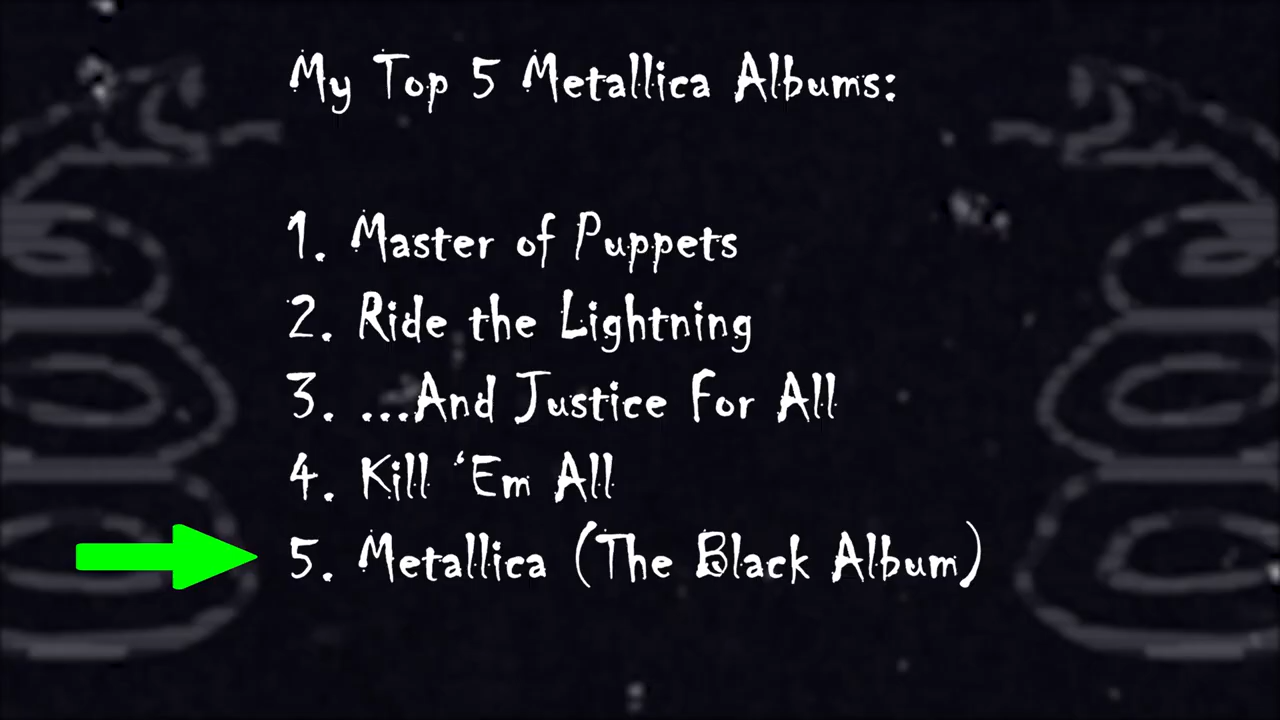 My Top 5 Metallica Albums:
1. Master of Puppets
2. Ride the Lightning
3. ...And Justice For All
4. Kill ‘Em All
5. Metallica (The Black Album)